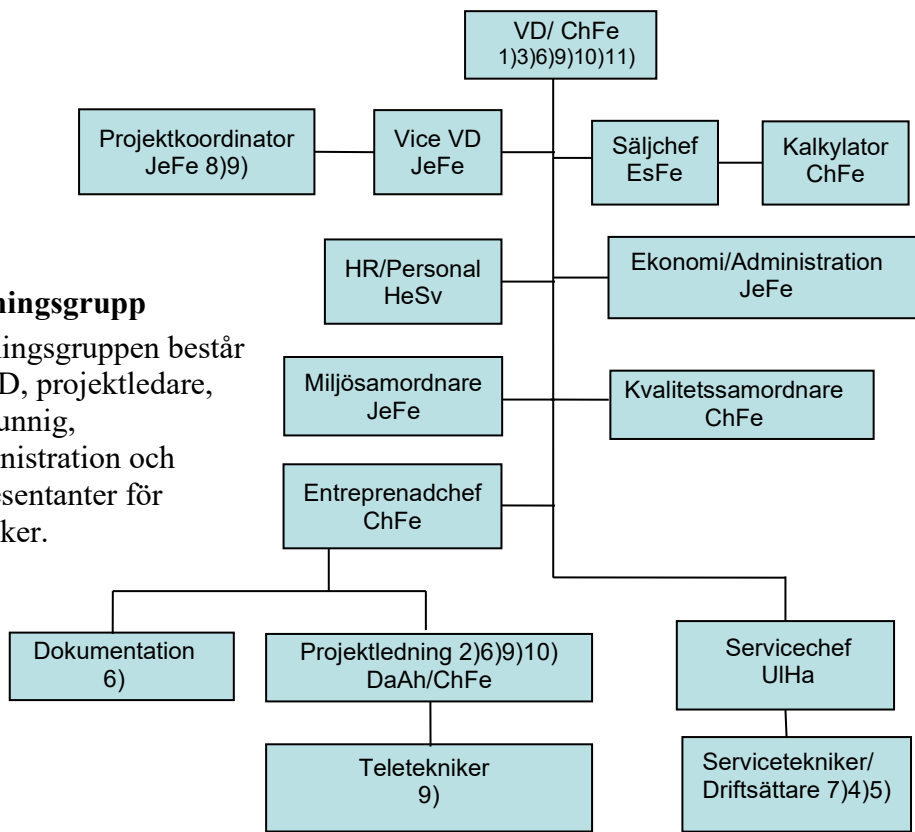 VD/ ChFe
1)3)6)9)10)11)
Projektkoordinator
JeFe 8)9)
Vice VD
JeFe
Säljchef
EsFe
Kalkylator
ChFe
HR/Personal
HeSv
Ekonomi/Administration
JeFe
ningsgrupp
ningsgruppen består
D, projektledare,
unnig,
nistration och
esentanter för
ker.
Miljösamordnare
JeFe
Kvalitetssamordnare
ChFe
Entreprenadchef
ChFe
Dokumentation
6)
Projektledning 2)6)9)10)
DaAh/ChFe
Servicechef
UlHa
Teletekniker
9)
Servicetekniker/
Driftsättare 7)4)5)